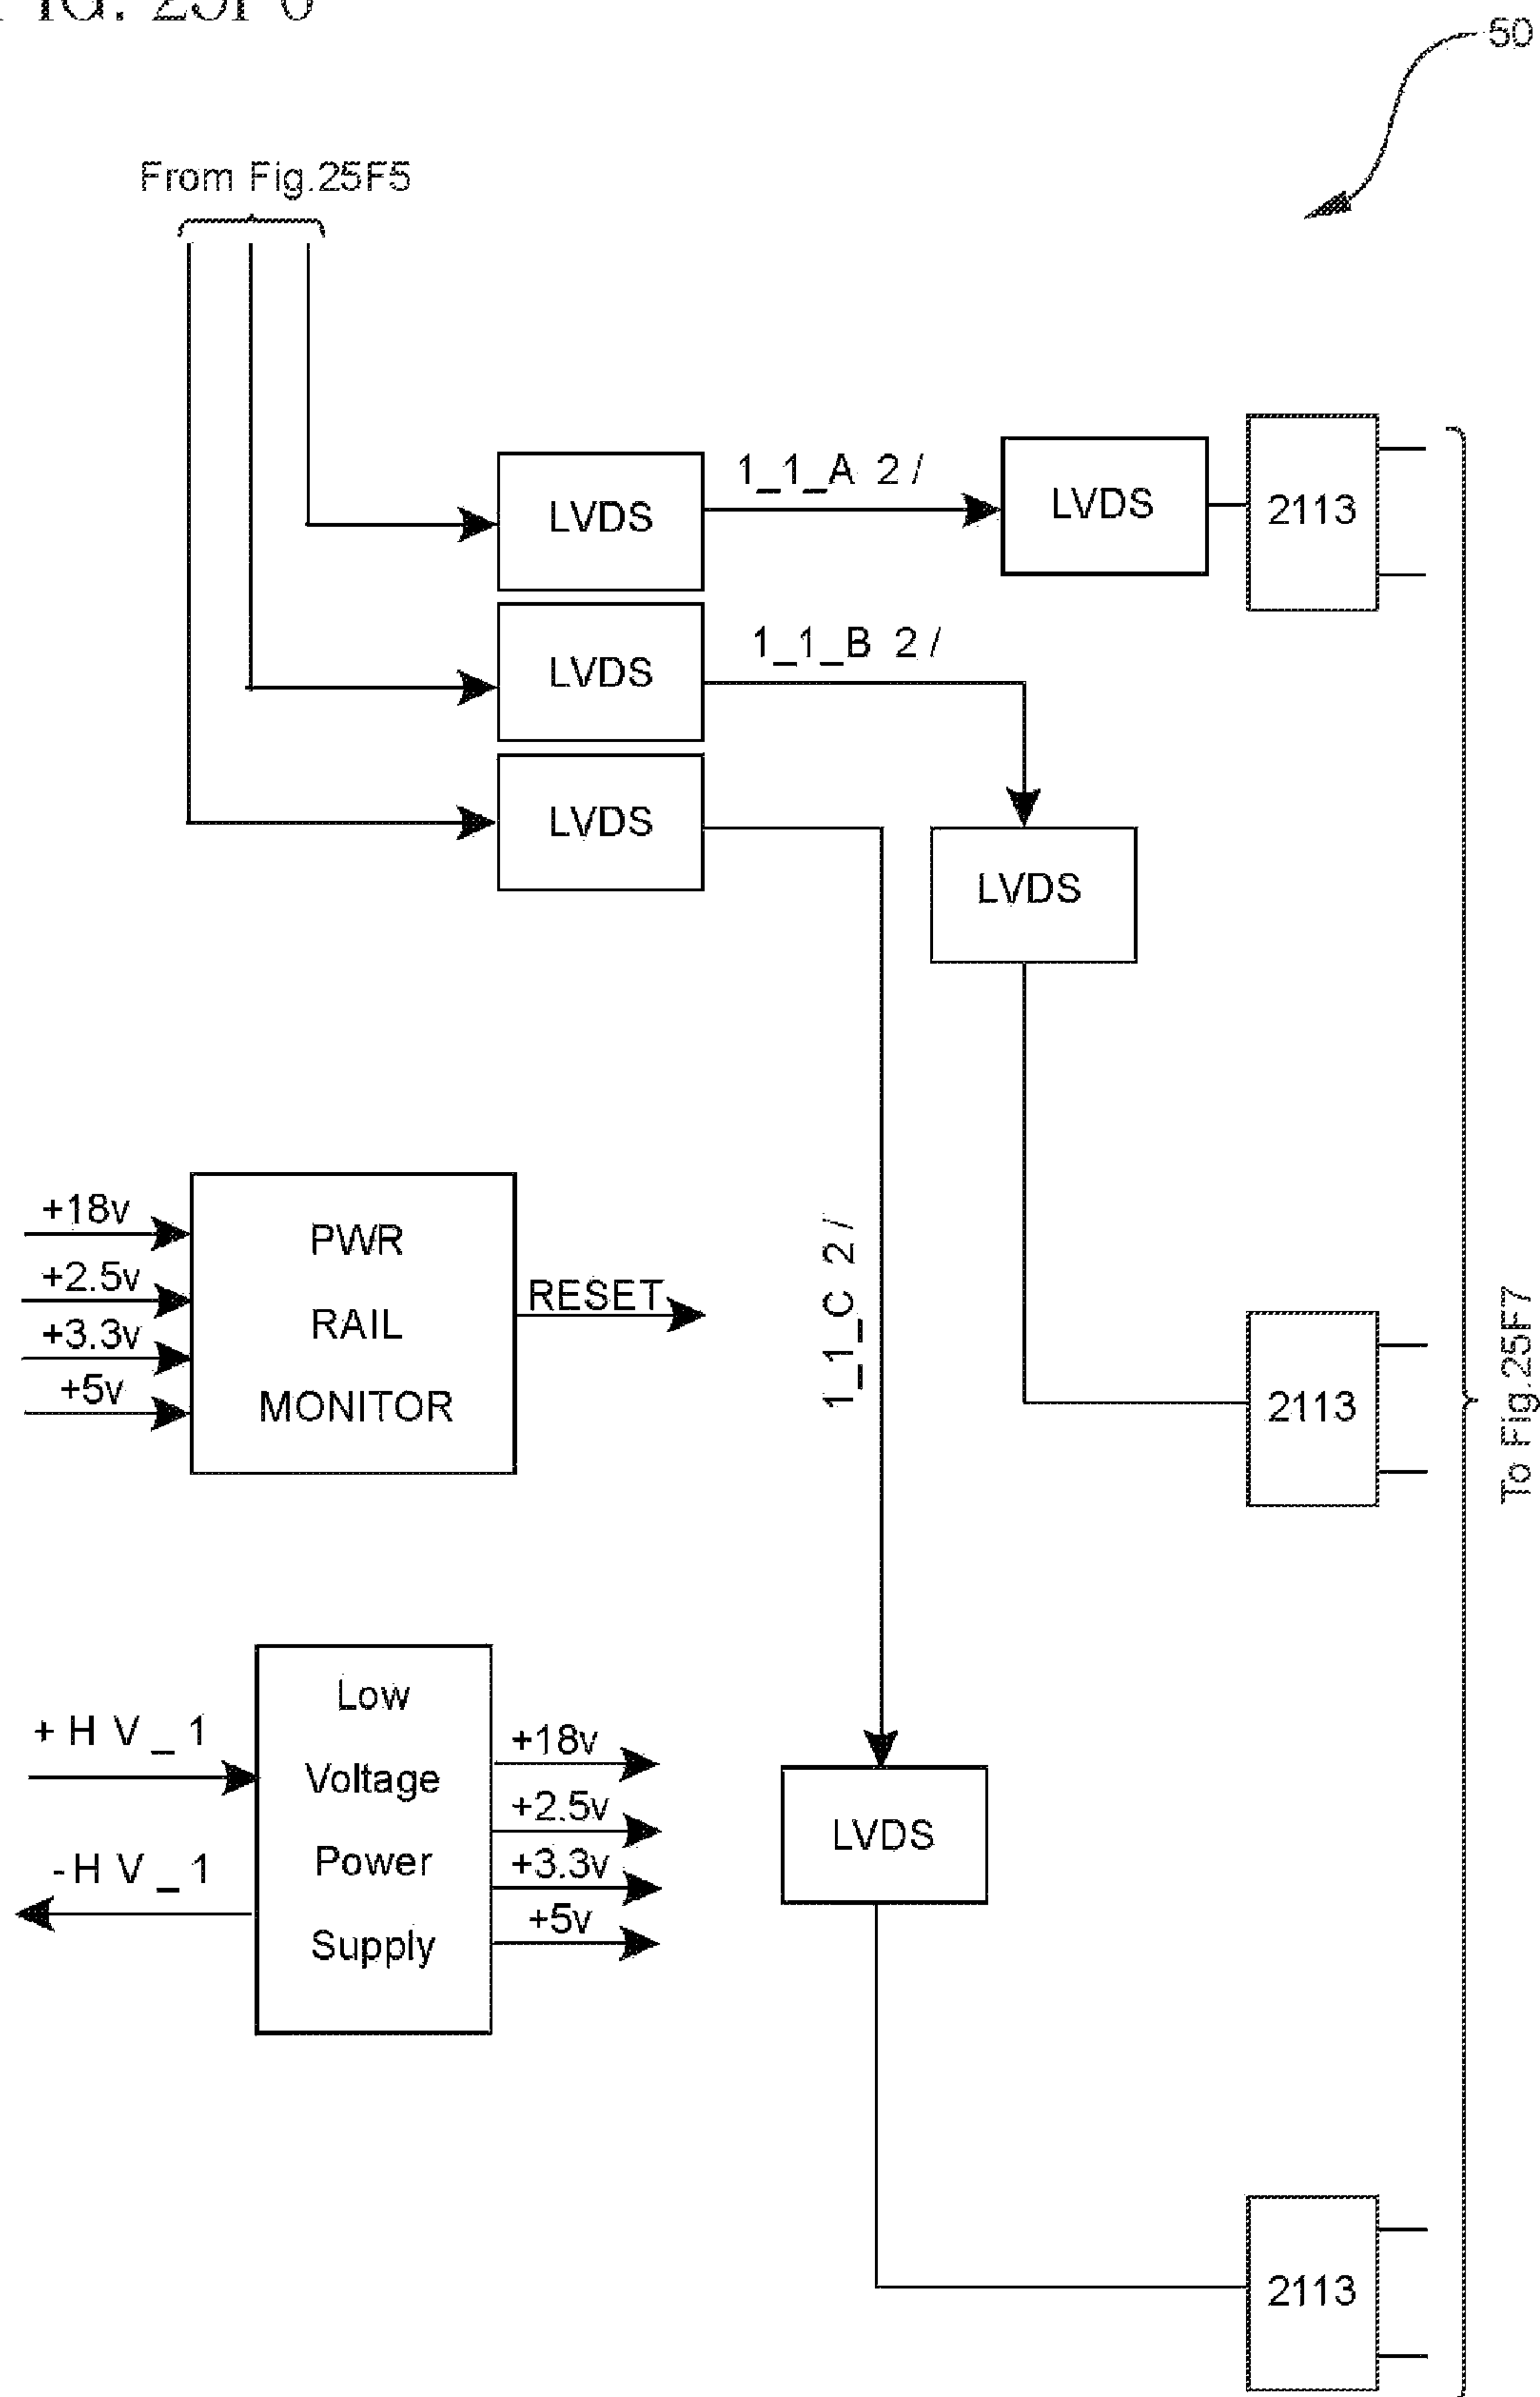 FIG. 25F6
50
From Fig.25F5
LVDS
1_1_A 2 /
LVDS
2113
LVDS
1_1_B 2 /
LVDS
LVDS
+18v
+2.5v
+3.3v
+5v
PWR
RAIL
MONITOR
RESET
1_1_C 2 /
2113
To Fig.25F7
+ H V _ 1
- H V _ 1
Low
Voltage
Power
Supply
+18v
+2.5v
+3.3v
+5v
LVDS
2113